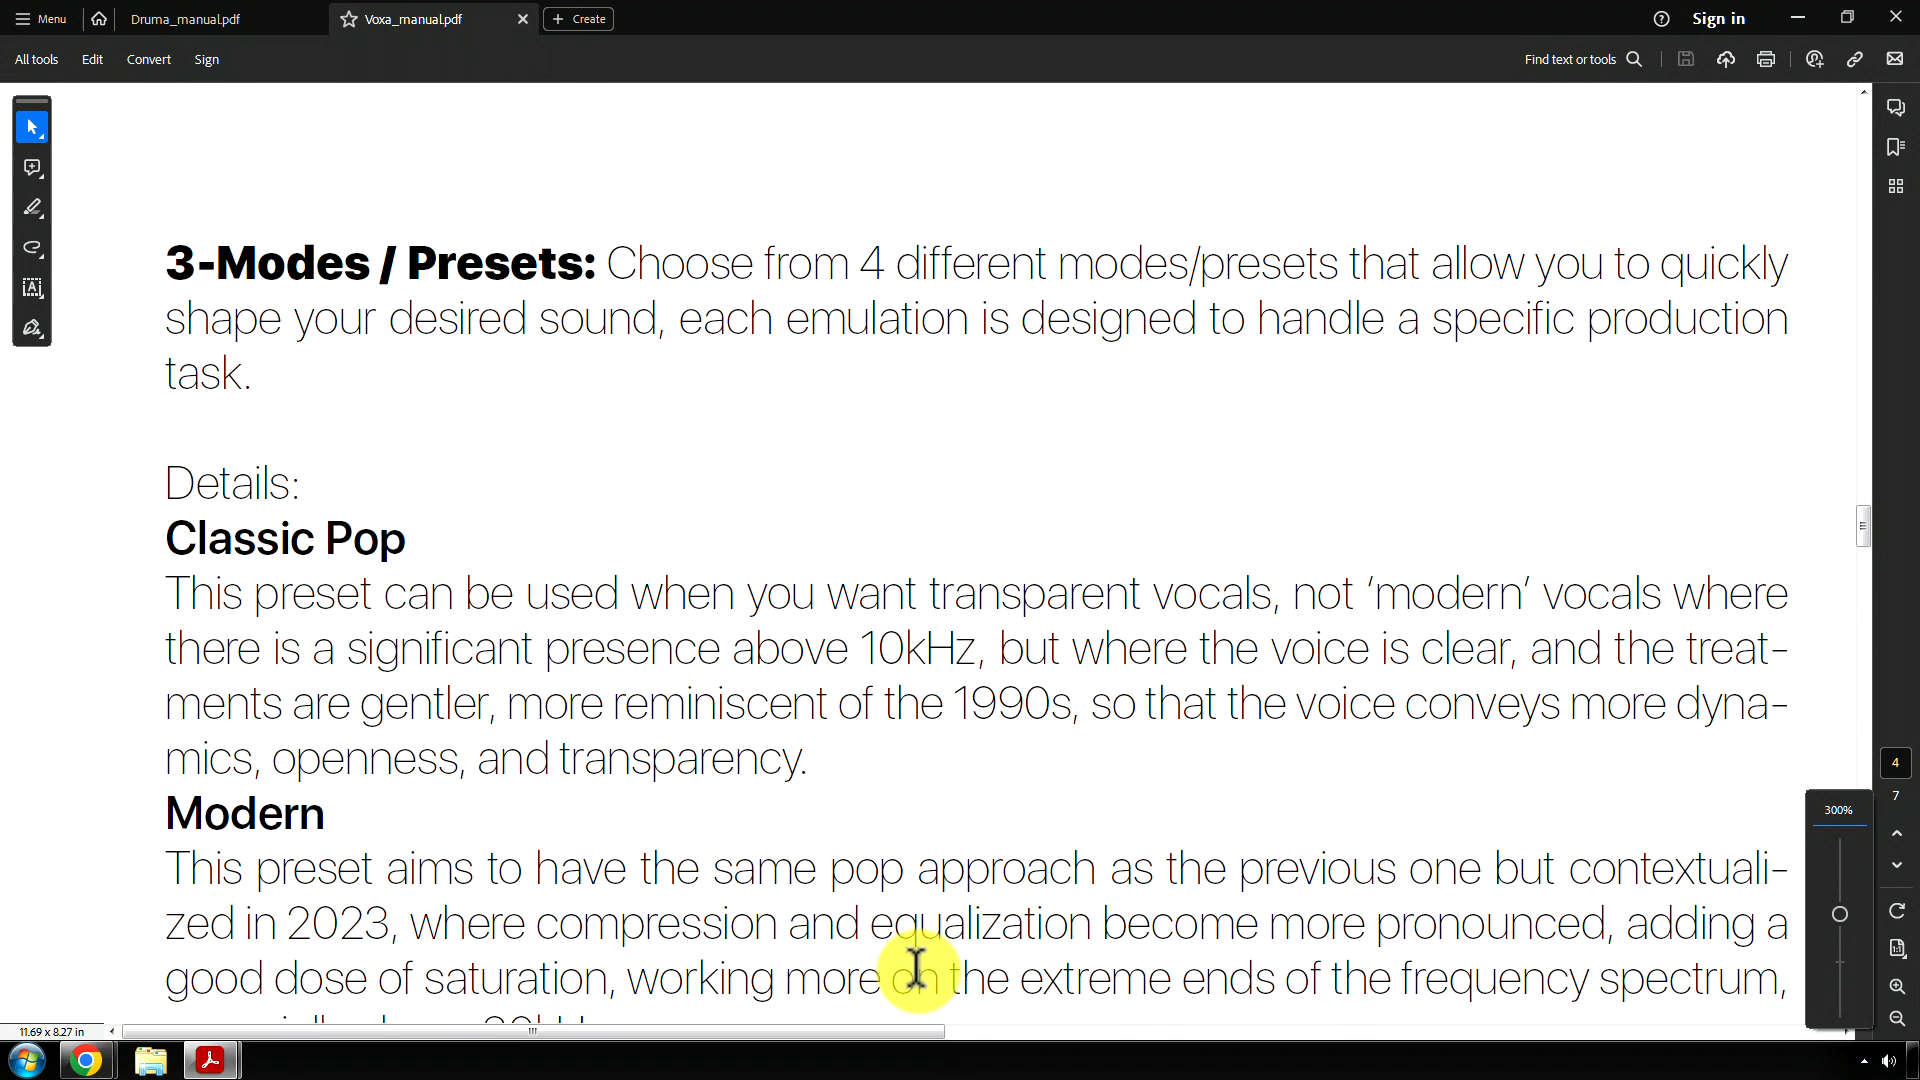 Menu
Druma_manual.pdf
Voxa_manual.pdf
Create
Sign in
All tools
Edit
Convert
Sign
Find text or tools
3-Modes / Presets: Choose from 4 different modes/presets that allow you to quickly
shape your desired sound, each emulation is designed to handle a specific production
task.
Details:
Classic Pop
This preset can be used when you want transparent vocals, not ‘modern’ vocals where
there is a significant presence above 10kHz, but where the voice is clear, and the treat-
ments are gentler, more reminiscent of the 1990s, so that the voice conveys more dyna-
mics, openness, and transparency.
Modern
This preset aims to have the same pop approach as the previous one but contextuali-
zed in 2023, where compression and equalization become more pronounced, adding a
good dose of saturation, working more on the extreme ends of the frequency spectrum,
4
7
300%
11.69 x 8.27 in